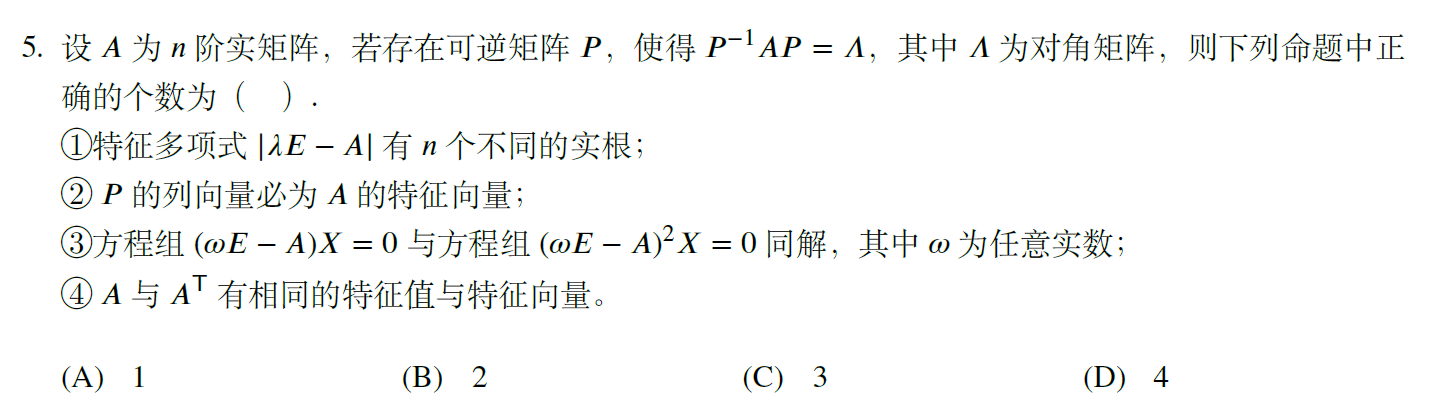 5. 设 A 为 n 阶实矩阵，若存在可逆矩阵 P，使得 P⁻¹AP = Λ，其中 Λ 为对角矩阵，则下列命题中正
确的个数为（ ）.
①特征多项式 |λE − A| 有 n 个不同的实根；
② P 的列向量必为 A 的特征向量；
③方程组 (ωE − A)X = 0 与方程组 (ωE − A)²X = 0 同解，其中 ω 为任意实数；
④ A 与 Aᵀ 有相同的特征值与特征向量。
(A) 1 (B) 2 (C) 3 (D) 4